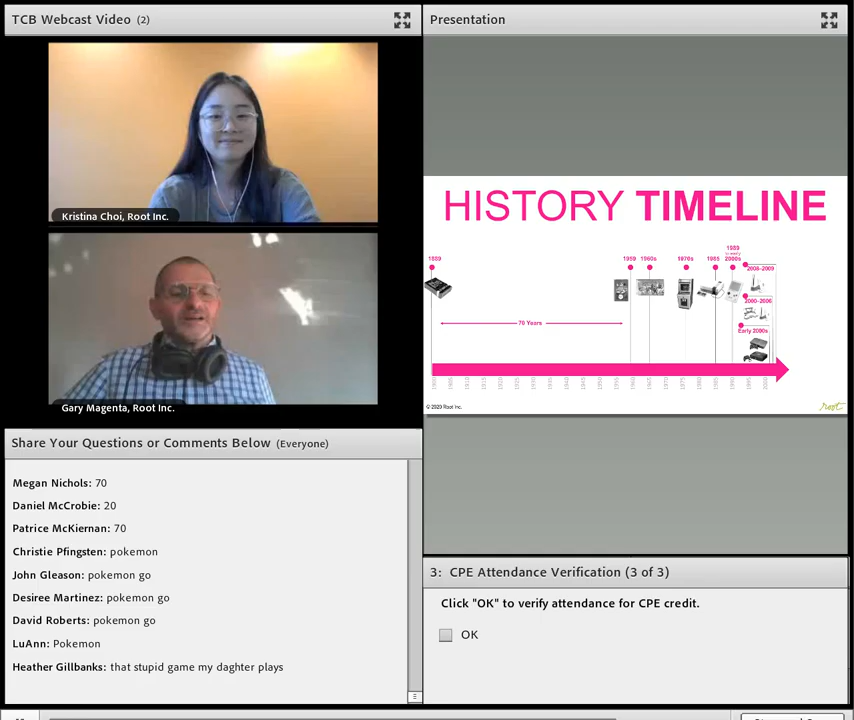 TCB Webcast Video (2)
Kristina Choi, Root Inc.
Gary Magenta, Root Inc.
Share Your Questions or Comments Below (Everyone)
Megan Nichols: 70
Daniel McCrobie: 20
Patrice McKiernan: 70
Christie Pfingsten: pokemon
John Gleason: pokemon go
Desiree Martinez: pokemon go
David Roberts: pokemon go
LuAnn: Pokemon
Heather Gillbanks: that stupid game my daghter plays
Presentation
HISTORY TIMELINE
1889
1959
1960s
1970s
1985
1989
2000s
2008-2009
2000-2006
Early 2000s
70 Years
© 2020 Root Inc.
root
3: CPE Attendance Verification (3 of 3)
Click "OK" to verify attendance for CPE credit.
OK